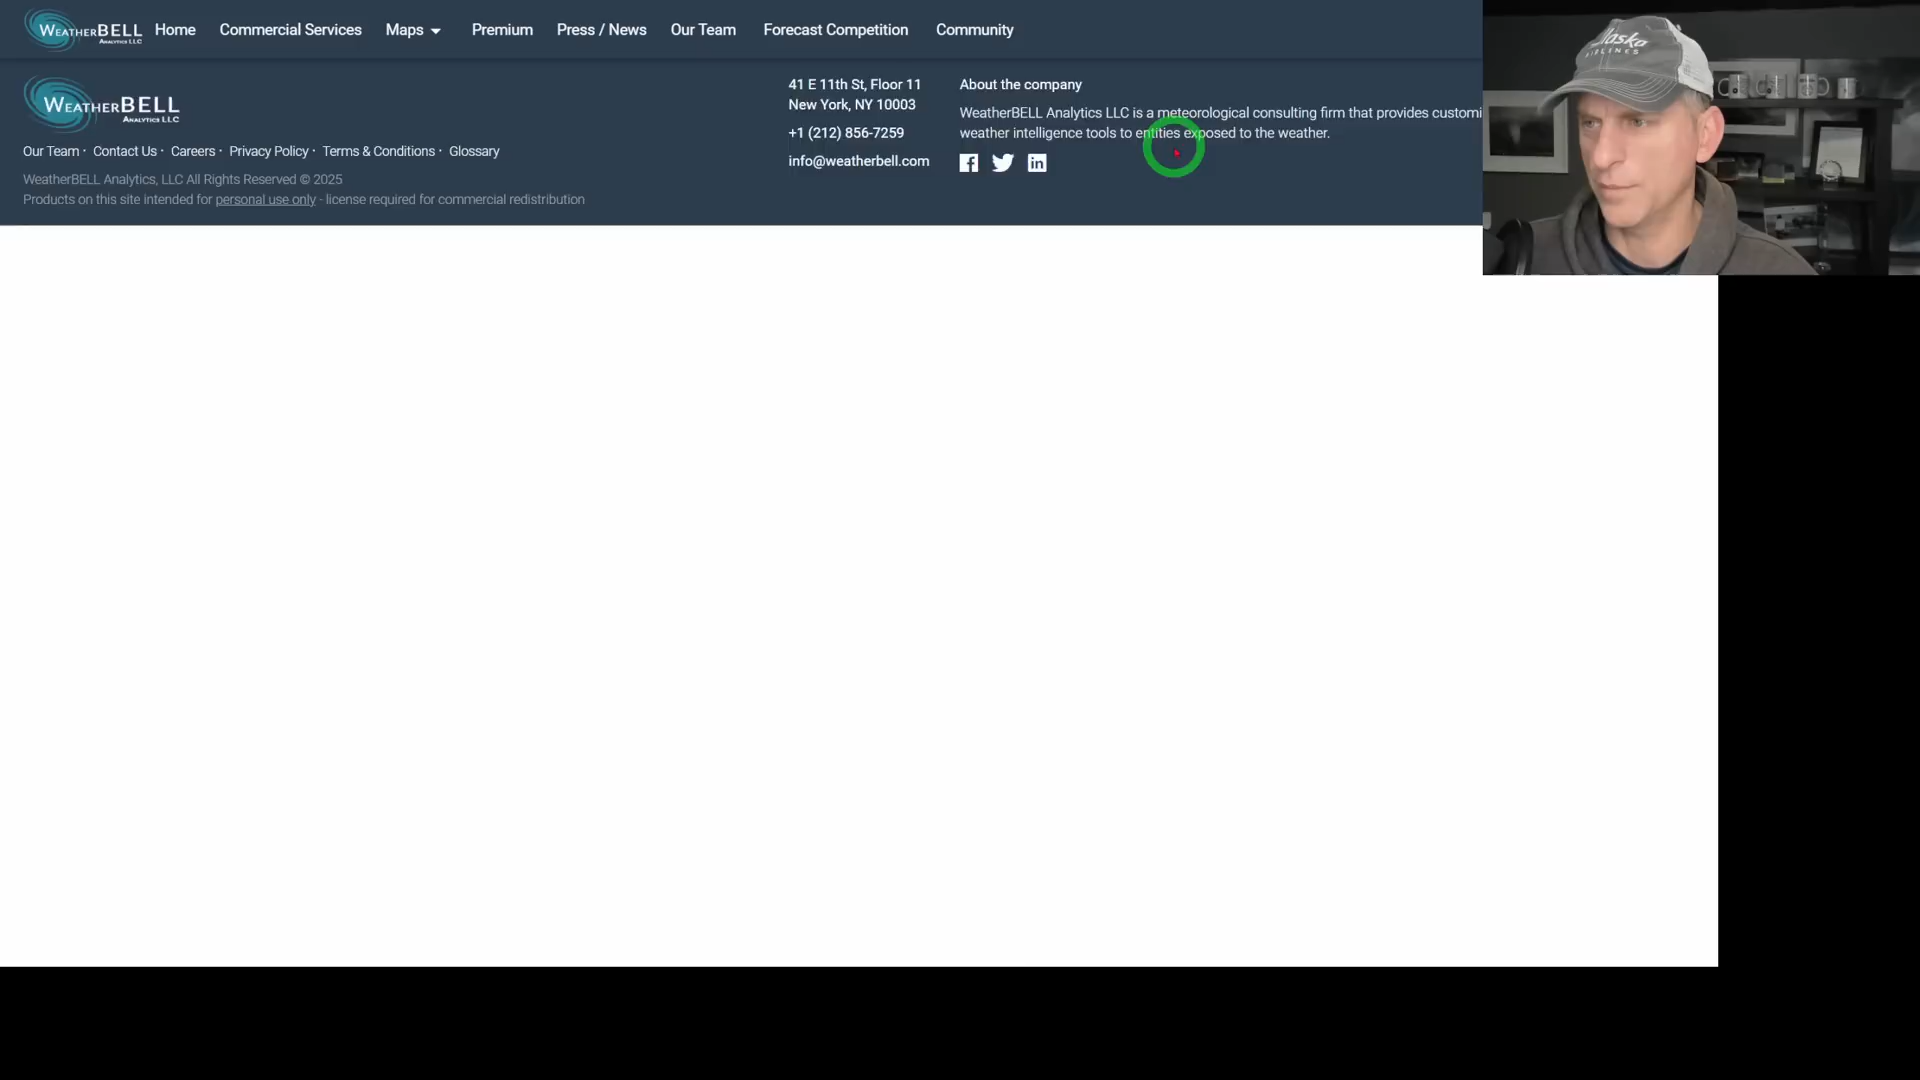 WEATHERBELL
ANALYTICS LLC
Home
Commercial Services
Maps
Premium
Press / News
Our Team
Forecast Competition
Community
WEATHERBELL
ANALYTICS LLC
Our Team · Contact Us · Careers · Privacy Policy · Terms & Conditions · Glossary
WeatherBELL Analytics, LLC All Rights Reserved © 2025
Products on this site intended for personal use only - license required for commercial redistribution
41 E 11th St, Floor 11
New York, NY 10003
+1 (212) 856-7259
info@weatherbell.com
About the company
WeatherBELL Analytics LLC is a meteorological consulting firm that provides customi
weather intelligence tools to entities exposed to the weather.
in
Alaska
AIRLINES